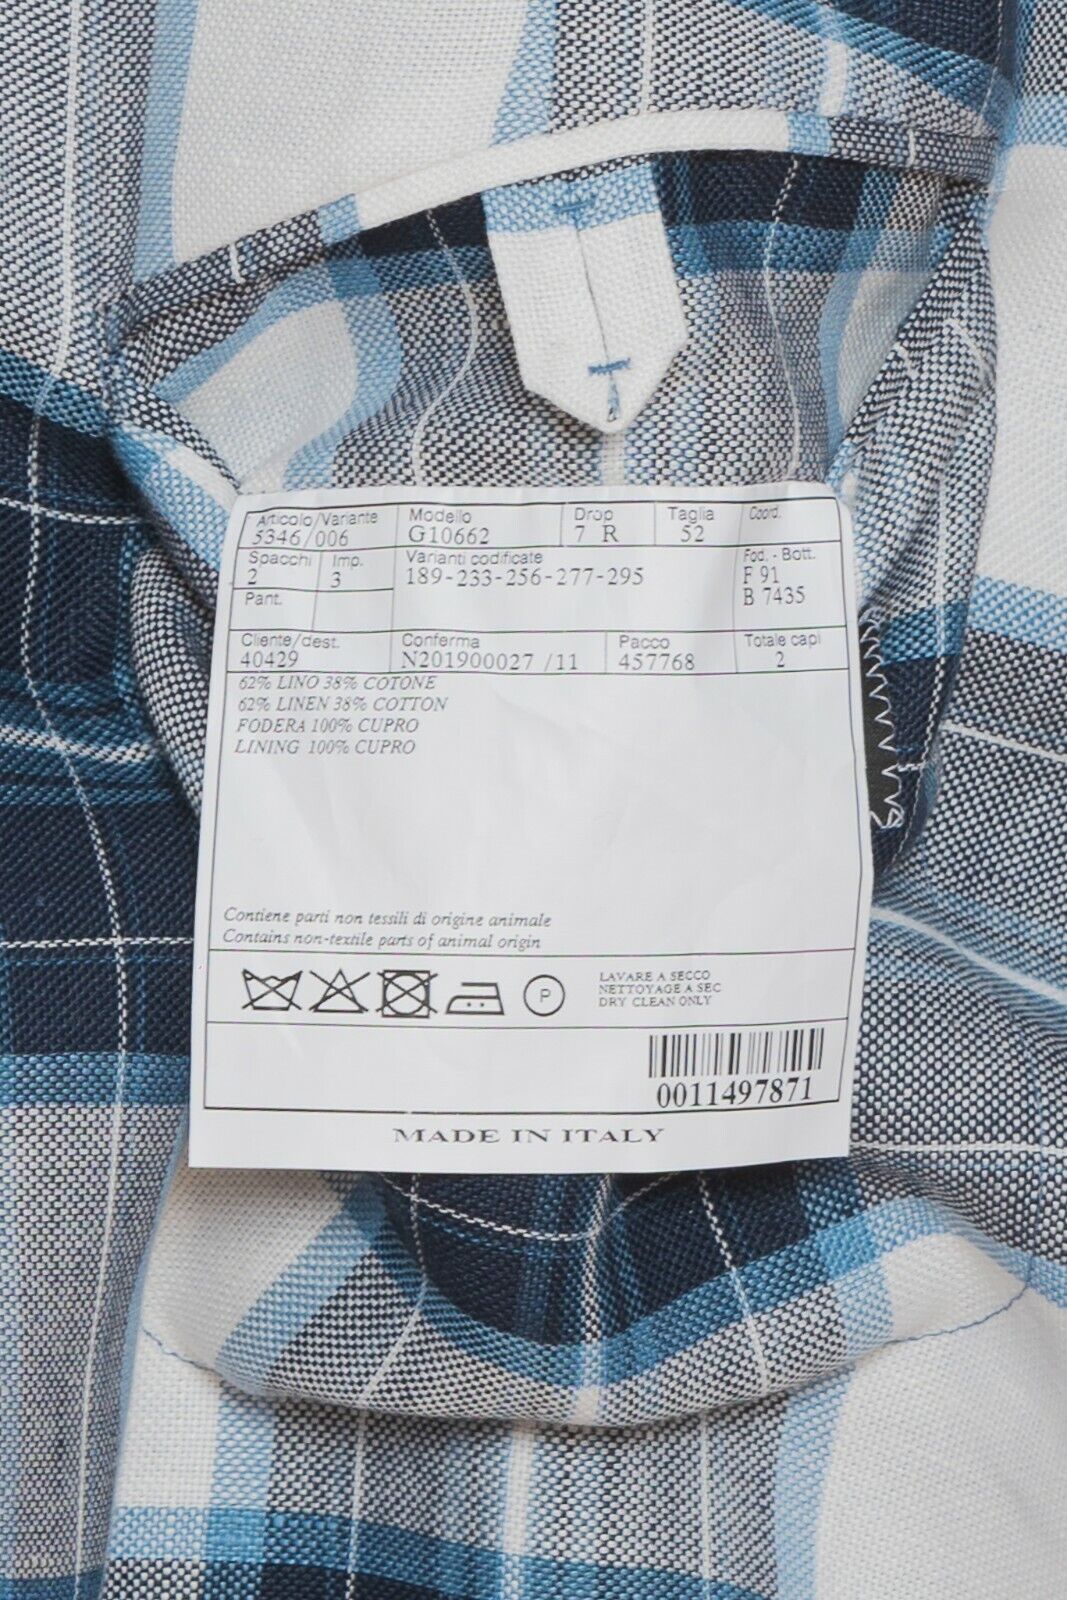 Articolo/Variante Modello Drop Taglia Coord.
5346/006 G10662 7 R 52
Spacchi Imp. Varianti codificate Fod. - Bott.
2 3 189-233-256-277-295 F 91
Pant. B 7435
Cliente/dest. Conferma Pacco Totale capi
40429 N201900027 /11 457768 2
62% LINO 38% COTONE
62% LINEN 38% COTTON
FODERA 100% CUPRO
LINING 100% CUPRO
Contiene parti non tessili di origine animale
Contains non-textile parts of animal origin
P
LAVARE A SECCO
NETTOYAGE A SEC
DRY CLEAN ONLY
0011497871
MADE IN ITALY